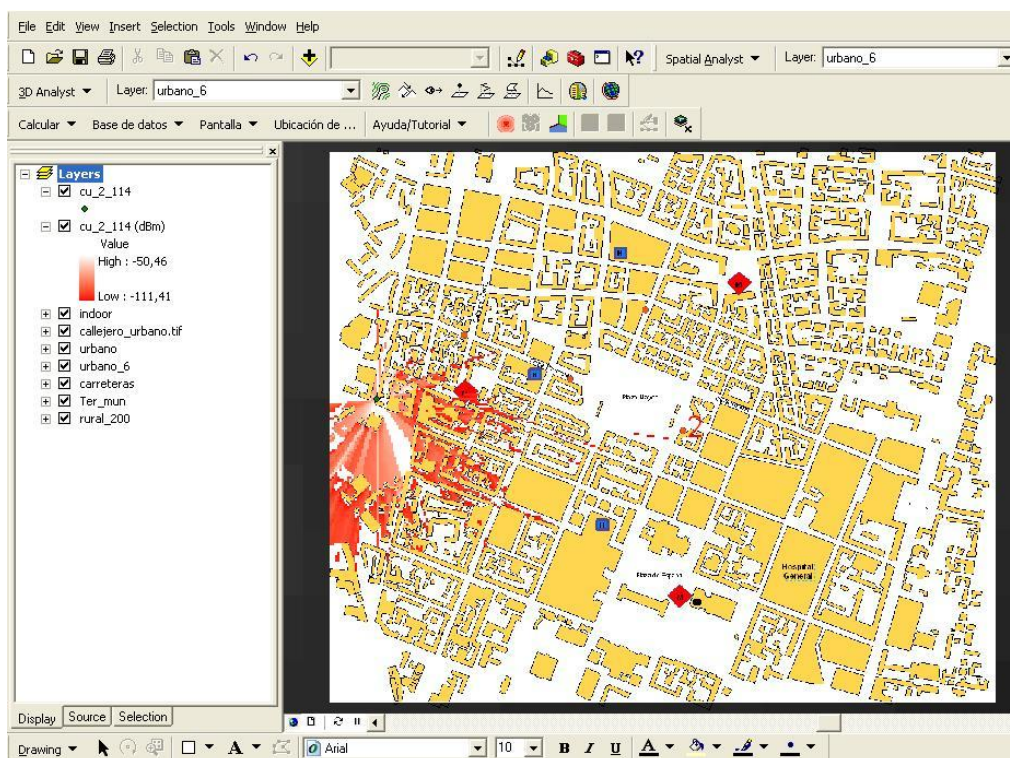 File Edit View Insert Selection Tools Window Help
Spatial Analyst Layer: urbano_6
3D Analyst Layer: urbano_6
Calcular Base de datos Pantalla Ubicación de ... Ayuda/Tutorial
Layers
cu_2_114
cu_2_114 (dBm)
Value
High : -50,46
Low : -111,41
indoor
callejero_urbano.tif
urbano
urbano_6
carreteras
Ter_mun
rural_200
2
Hospital
General
Display Source Selection
Drawing A Arial 10 B I U A